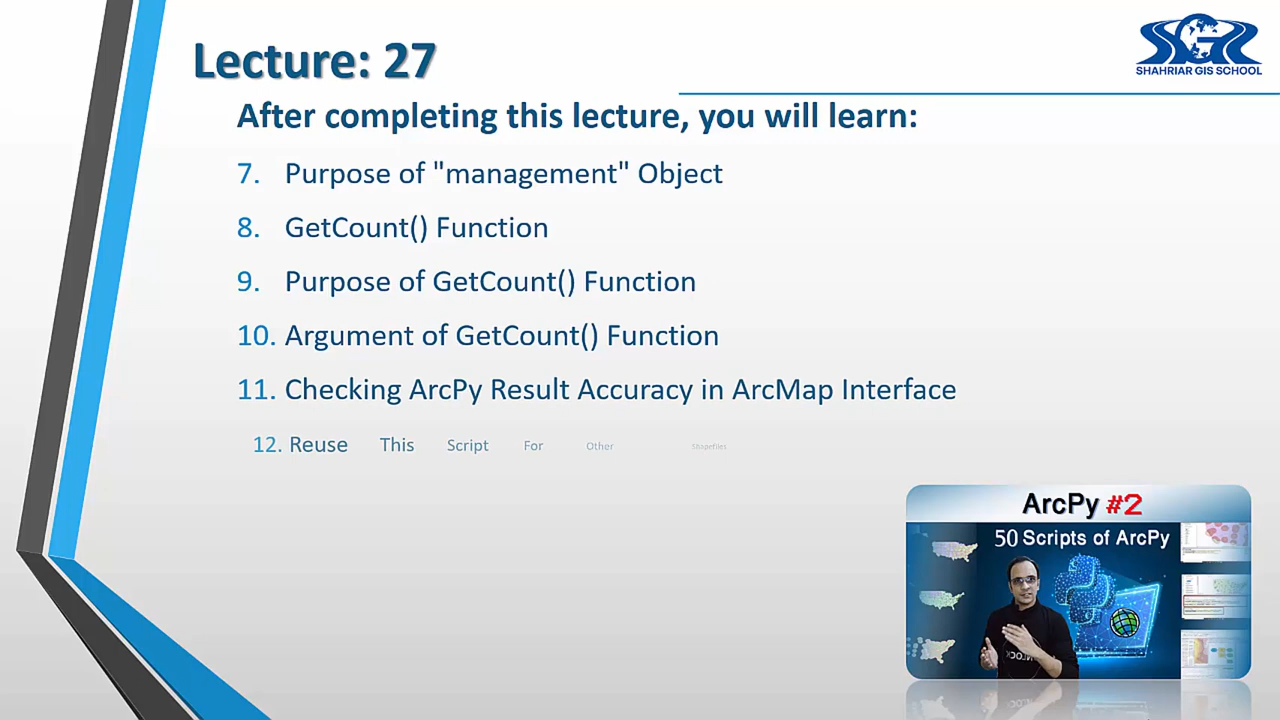 Lecture: 27
SHAHRIAR GIS SCHOOL
After completing this lecture, you will learn:
7. Purpose of "management" Object
8. GetCount() Function
9. Purpose of GetCount() Function
10. Argument of GetCount() Function
11. Checking ArcPy Result Accuracy in ArcMap Interface
12. Reuse This Script For Other Shapefiles
ArcPy #2
50 Scripts of ArcPy